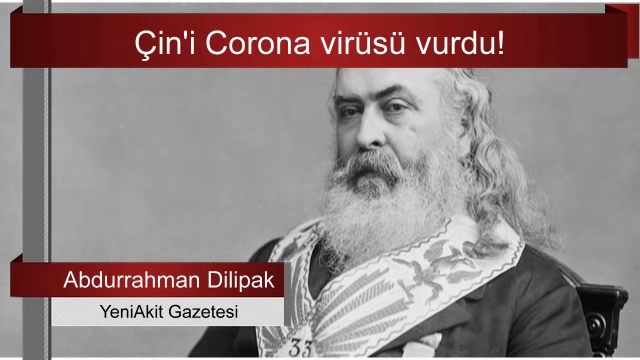 Çin'i Corona virüsü vurdu!
Abdurrahman Dilipak
YeniAkit Gazetesi
33